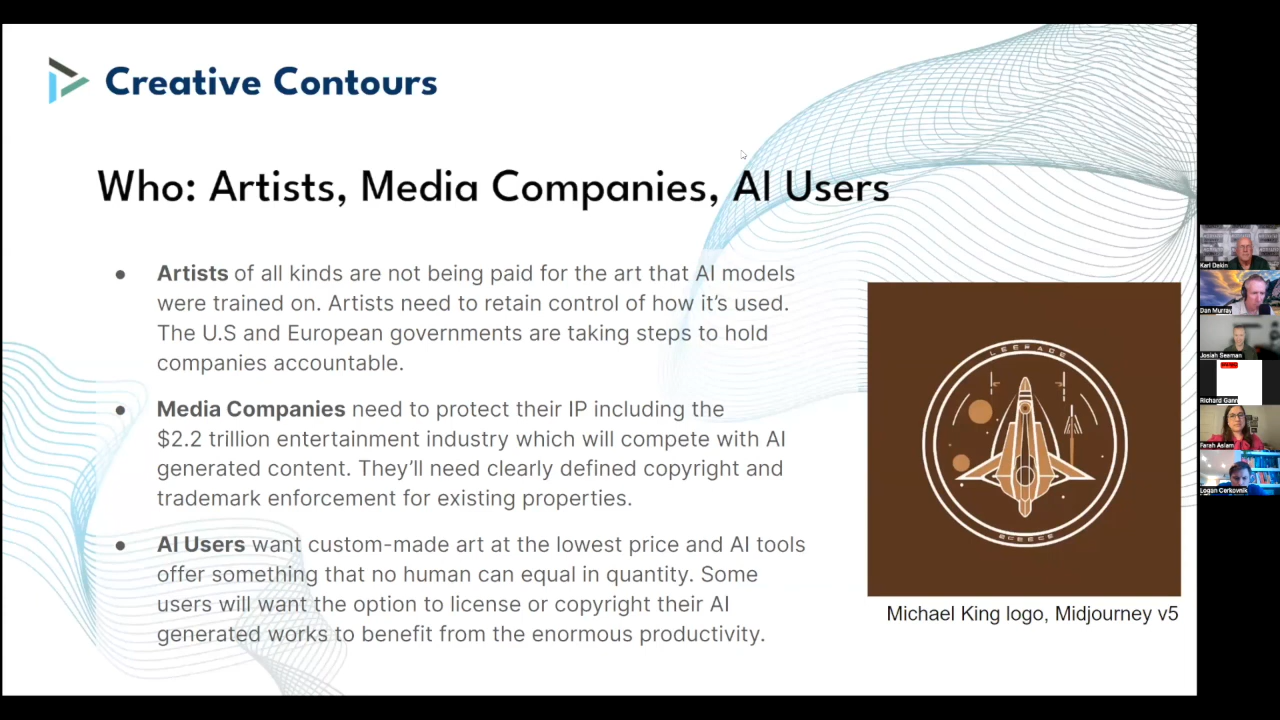 Creative Contours
Who: Artists, Media Companies, AI Users
● Artists of all kinds are not being paid for the art that AI models
were trained on. Artists need to retain control of how it's used.
The U.S and European governments are taking steps to hold
companies accountable.
● Media Companies need to protect their IP including the
$2.2 trillion entertainment industry which will compete with AI
generated content. They'll need clearly defined copyright and
trademark enforcement for existing properties.
● AI Users want custom-made art at the lowest price and AI tools
offer something that no human can equal in quantity. Some
users will want the option to license or copyright their AI
generated works to benefit from the enormous productivity.
Michael King logo, Midjourney v5
Karl Dakin
Dan Murray
Josiah Seaman
Richard Gann
Farah Aslam
Logan Cerkovnik